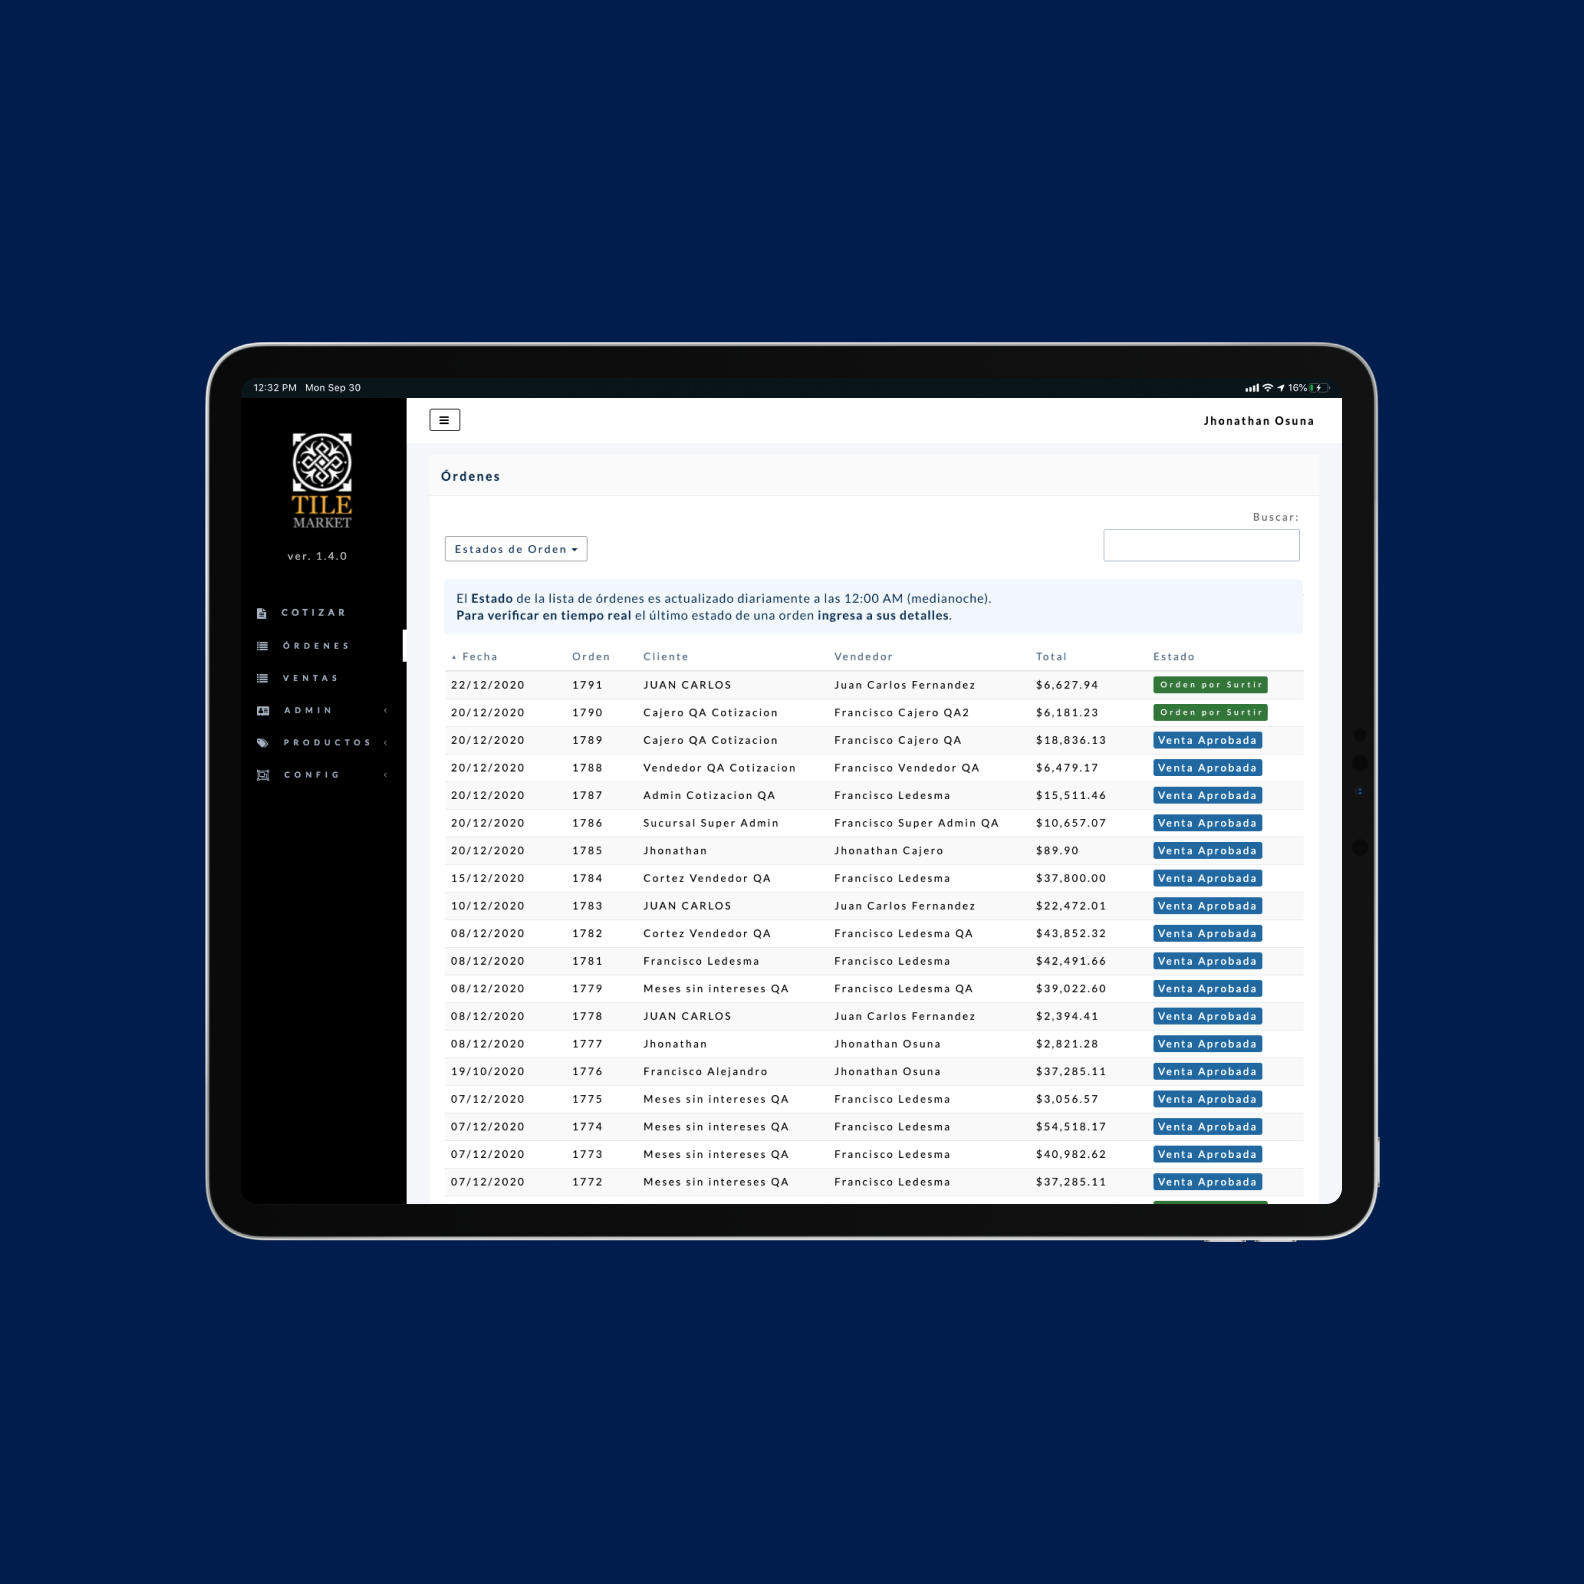 12:32 PM Mon Sep 30
16%
TILE
MARKET
ver. 1.4.0
COTIZAR
ÓRDENES
VENTAS
ADMIN
PRODUCTOS
CONFIG
Jhonathan Osuna
Órdenes
Buscar:
Estados de Orden
El Estado de la lista de órdenes es actualizado diariamente a las 12:00 AM (medianoche).
Para verificar en tiempo real el último estado de una orden ingresa a sus detalles.
Fecha Orden Cliente Vendedor Total Estado
22/12/2020 1791 JUAN CARLOS Juan Carlos Fernandez $6,627.94 Orden por Surtir
20/12/2020 1790 Cajero QA Cotizacion Francisco Cajero QA2 $6,181.23 Orden por Surtir
20/12/2020 1789 Cajero QA Cotizacion Francisco Cajero QA $18,836.13 Venta Aprobada
20/12/2020 1788 Vendedor QA Cotizacion Francisco Vendedor QA $6,479.17 Venta Aprobada
20/12/2020 1787 Admin Cotizacion QA Francisco Ledesma $15,511.46 Venta Aprobada
20/12/2020 1786 Sucursal Super Admin Francisco Super Admin QA $10,657.07 Venta Aprobada
20/12/2020 1785 Jhonathan Jhonathan Cajero $89.90 Venta Aprobada
15/12/2020 1784 Cortez Vendedor QA Francisco Ledesma $37,800.00 Venta Aprobada
10/12/2020 1783 JUAN CARLOS Juan Carlos Fernandez $22,472.01 Venta Aprobada
08/12/2020 1782 Cortez Vendedor QA Francisco Ledesma QA $43,852.32 Venta Aprobada
08/12/2020 1781 Francisco Ledesma Francisco Ledesma $42,491.66 Venta Aprobada
08/12/2020 1779 Meses sin intereses QA Francisco Ledesma QA $39,022.60 Venta Aprobada
08/12/2020 1778 JUAN CARLOS Juan Carlos Fernandez $2,394.41 Venta Aprobada
08/12/2020 1777 Jhonathan Jhonathan Osuna $2,821.28 Venta Aprobada
19/10/2020 1776 Francisco Alejandro Jhonathan Osuna $37,285.11 Venta Aprobada
07/12/2020 1775 Meses sin intereses QA Francisco Ledesma $3,056.57 Venta Aprobada
07/12/2020 1774 Meses sin intereses QA Francisco Ledesma $54,518.17 Venta Aprobada
07/12/2020 1773 Meses sin intereses QA Francisco Ledesma $40,982.62 Venta Aprobada
07/12/2020 1772 Meses sin intereses QA Francisco Ledesma $37,285.11 Venta Aprobada